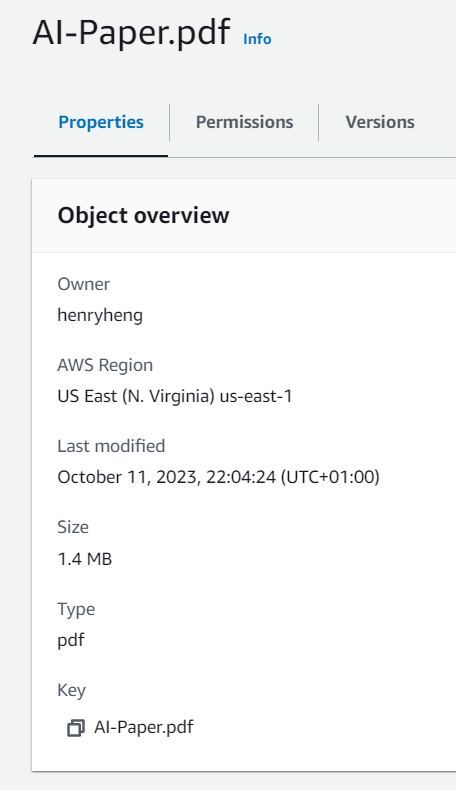 AI-Paper.pdf Info
Properties Permissions Versions
Object overview
Owner
henryheng
AWS Region
US East (N. Virginia) us-east-1
Last modified
October 11, 2023, 22:04:24 (UTC+01:00)
Size
1.4 MB
Type
pdf
Key
AI-Paper.pdf